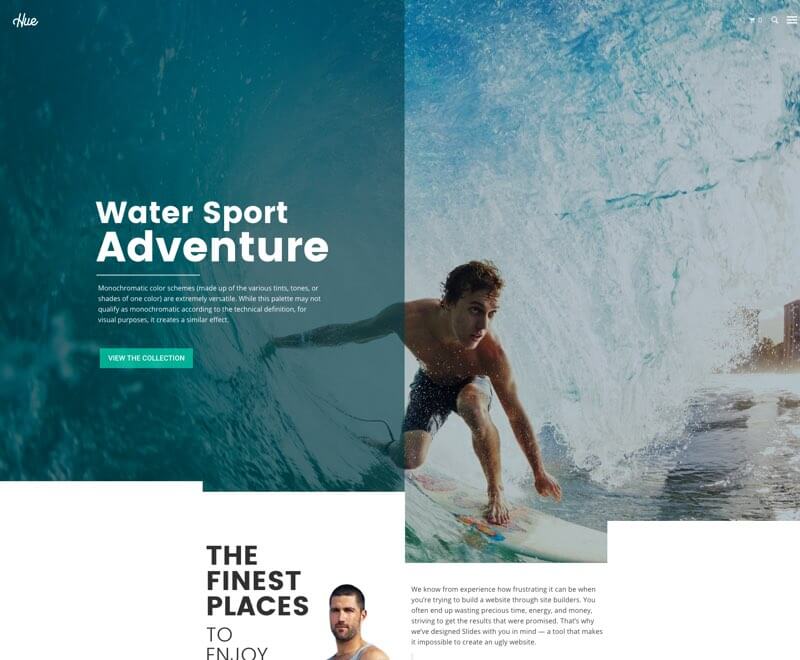 Hue
0
Water Sport
Adventure
Monochromatic color schemes (made up of the various tints, tones, or
shades of one color) are extremely versatile. While this palette may not
qualify as monochromatic according to the technical definition, for
visual purposes, it creates a similar effect.
VIEW THE COLLECTION
THE
FINEST
PLACES
TO
ENJOY
We know from experience how frustrating it can be when
you're trying to build a website through site builders. You
often end up wasting precious time, energy, and money,
striving to get the results that were promised. That's why
we've designed Slides with you in mind — a tool that makes
it impossible to create an ugly website.